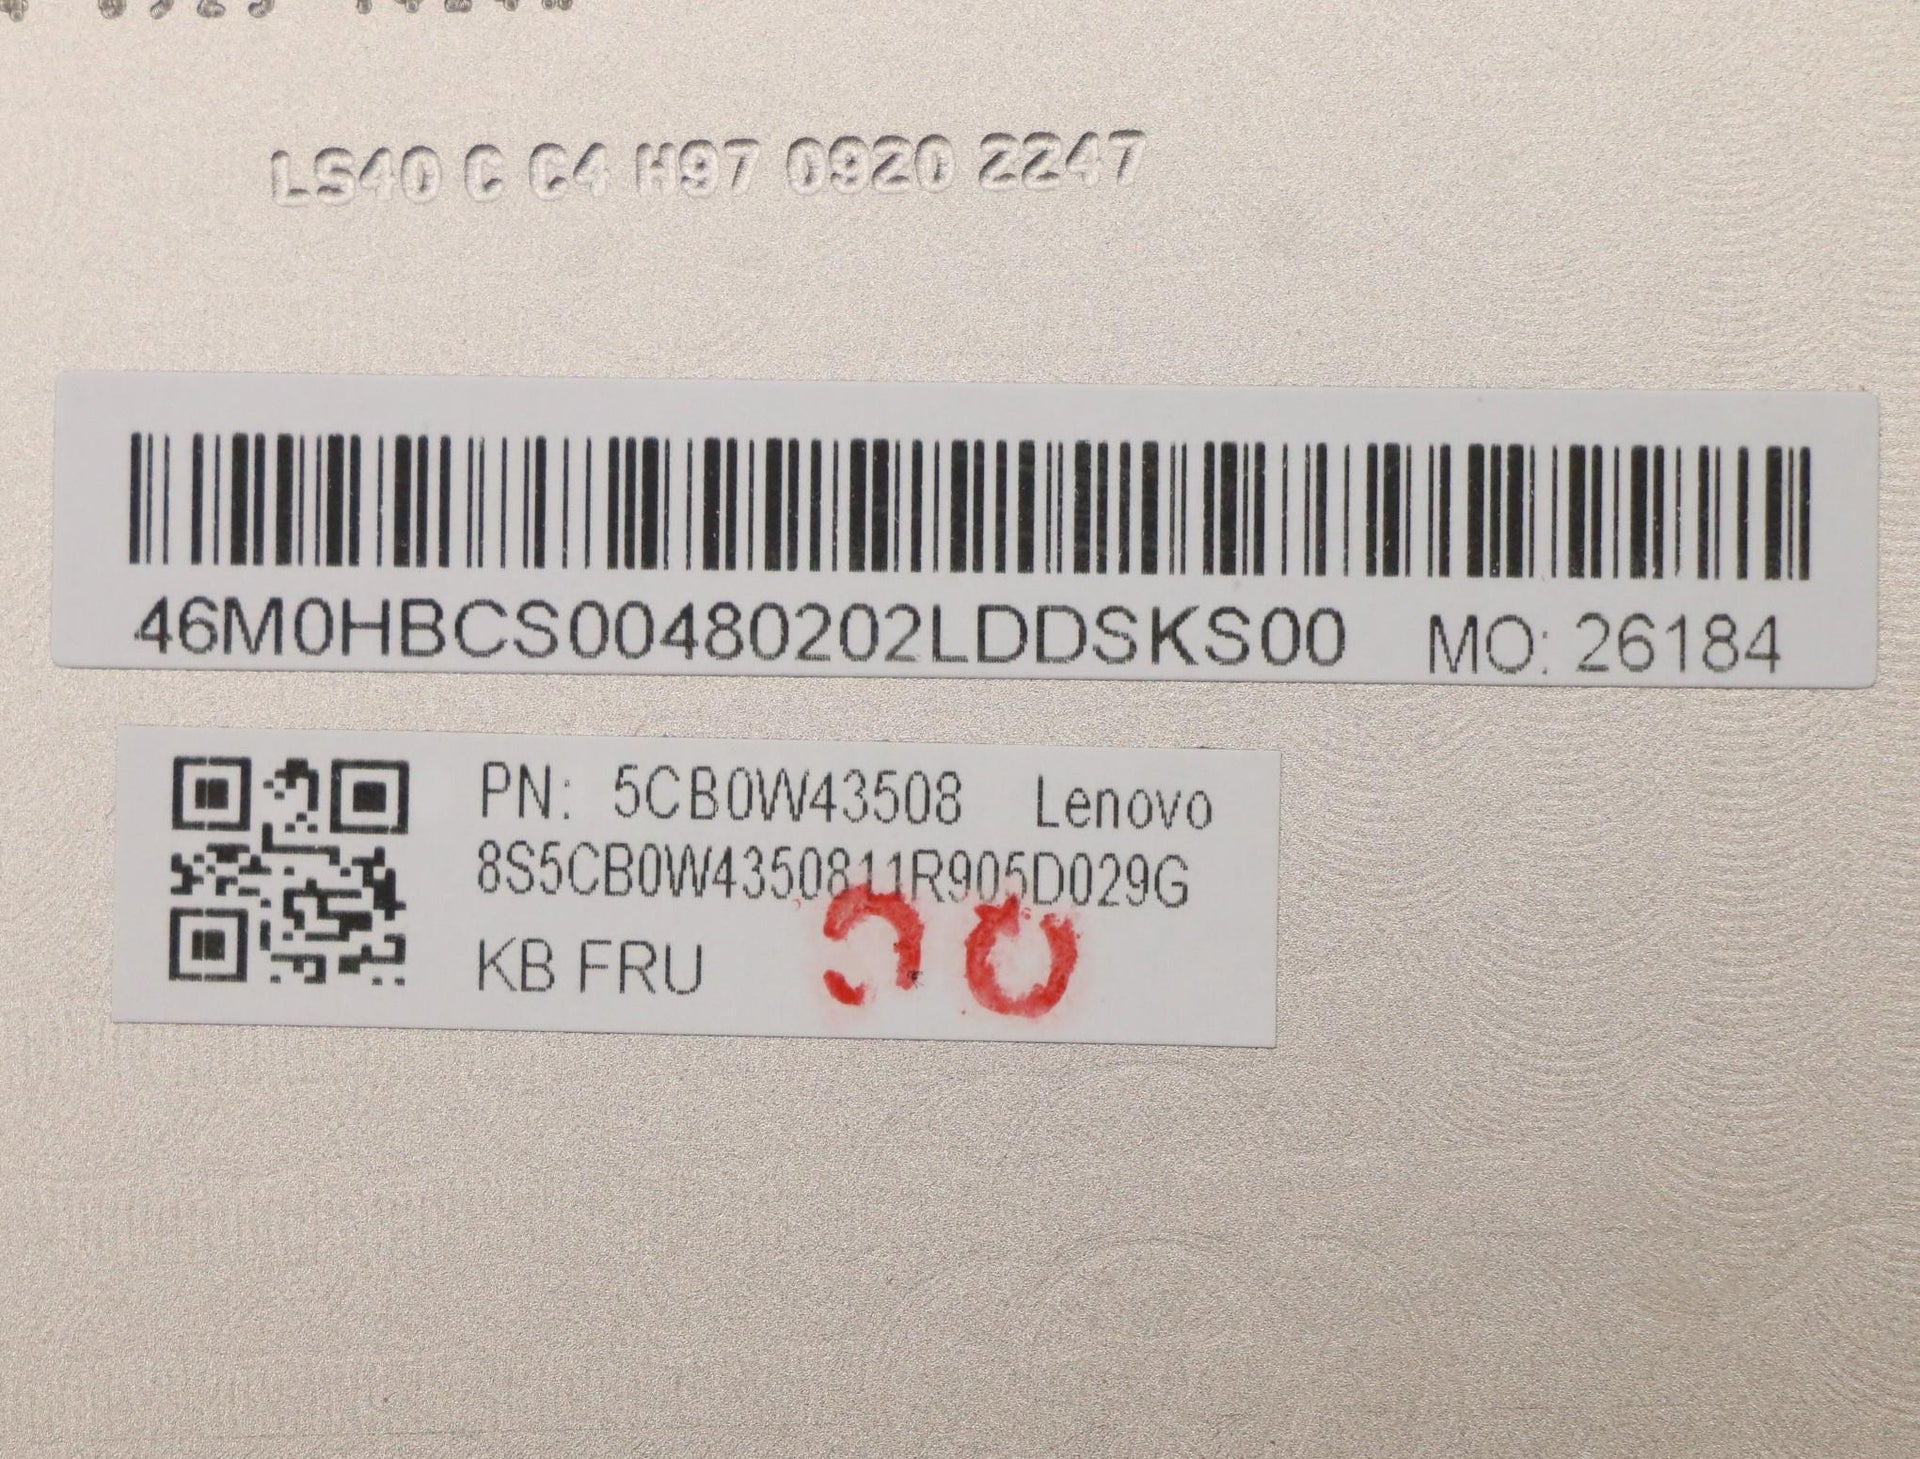 LS40 C C4 H97 0920 2247
46M0HBCS00480202LDDSKS00 MO: 26184
PN: 5CB0W43508 Lenovo
8S5CB0W4350811R905D029G
KB FRU